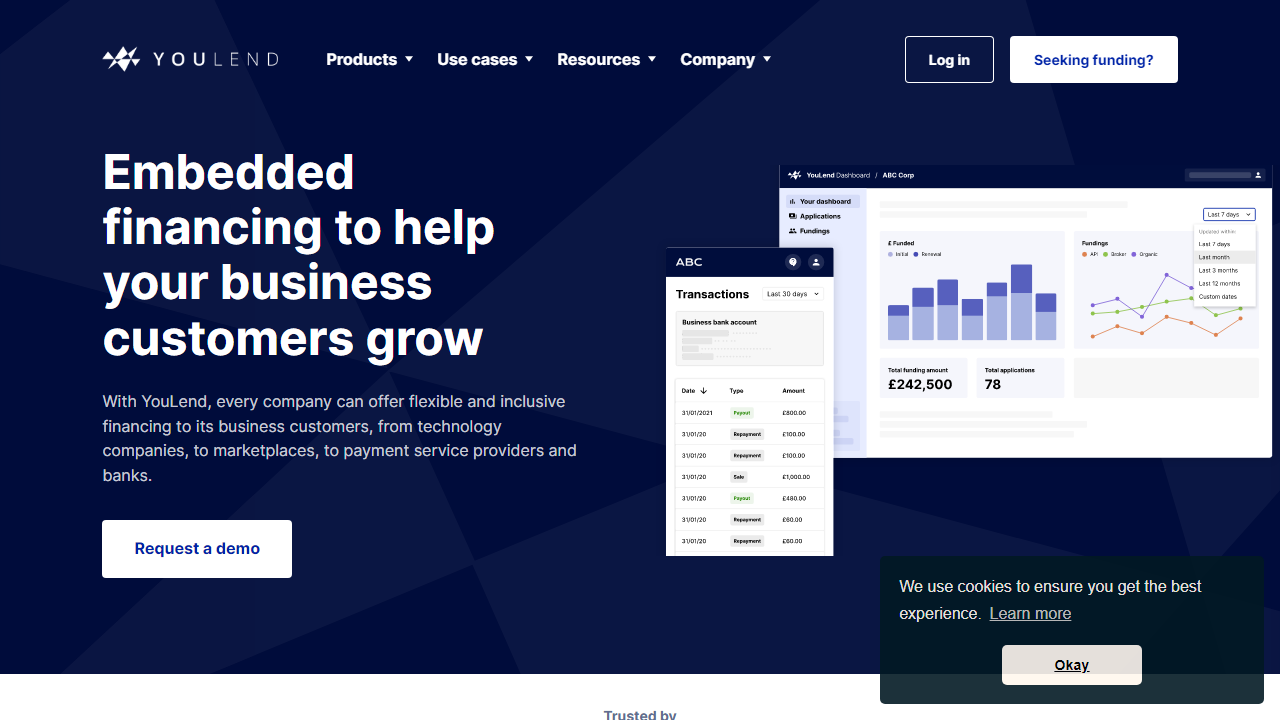 YOULEND
Products
Use cases
Resources
Company
Log in
Seeking funding?
Embedded
financing to help
your business
customers grow
With YouLend, every company can offer flexible and inclusive
financing to its business customers, from technology
companies, to marketplaces, to payment service providers and
banks.
Request a demo
YouLend Dashboard / ABC Corp
Your dashboard
Applications
Fundings
Last 7 days
Updated within
Last 7 days
Last month
Last 3 months
Last 12 months
Custom dates
£ Funded
Initial
Renewal
Fundings
API
Broker
Organic
Total funding amount
£242,500
Total applications
78
ABC
Transactions
Last 30 days
Business bank account
Date Type Amount
31/01/2021 Payout £800.00
31/01/20 Repayment £100.00
31/01/20 Repayment £100.00
31/01/20 Sale £1,000.00
31/01/20 Payout £480.00
31/01/20 Repayment £60.00
31/01/20 Repayment £60.00
We use cookies to ensure you get the best
experience. Learn more
Okay
Trusted by